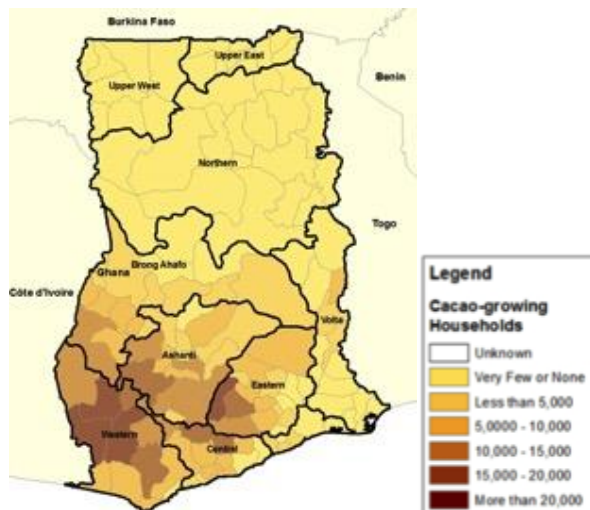 Burkina Faso
Upper East
Upper West
Benin
Northern
Togo
Ghana
Brong Ahafo
Côte d'Ivoire
Volta
Ashanti
Eastern
Western
Central
Legend
Cacao-growing
Households
Unknown
Very Few or None
Less than 5,000
5,0000 - 10,000
10,000 - 15,000
15,000 - 20,000
More than 20,000